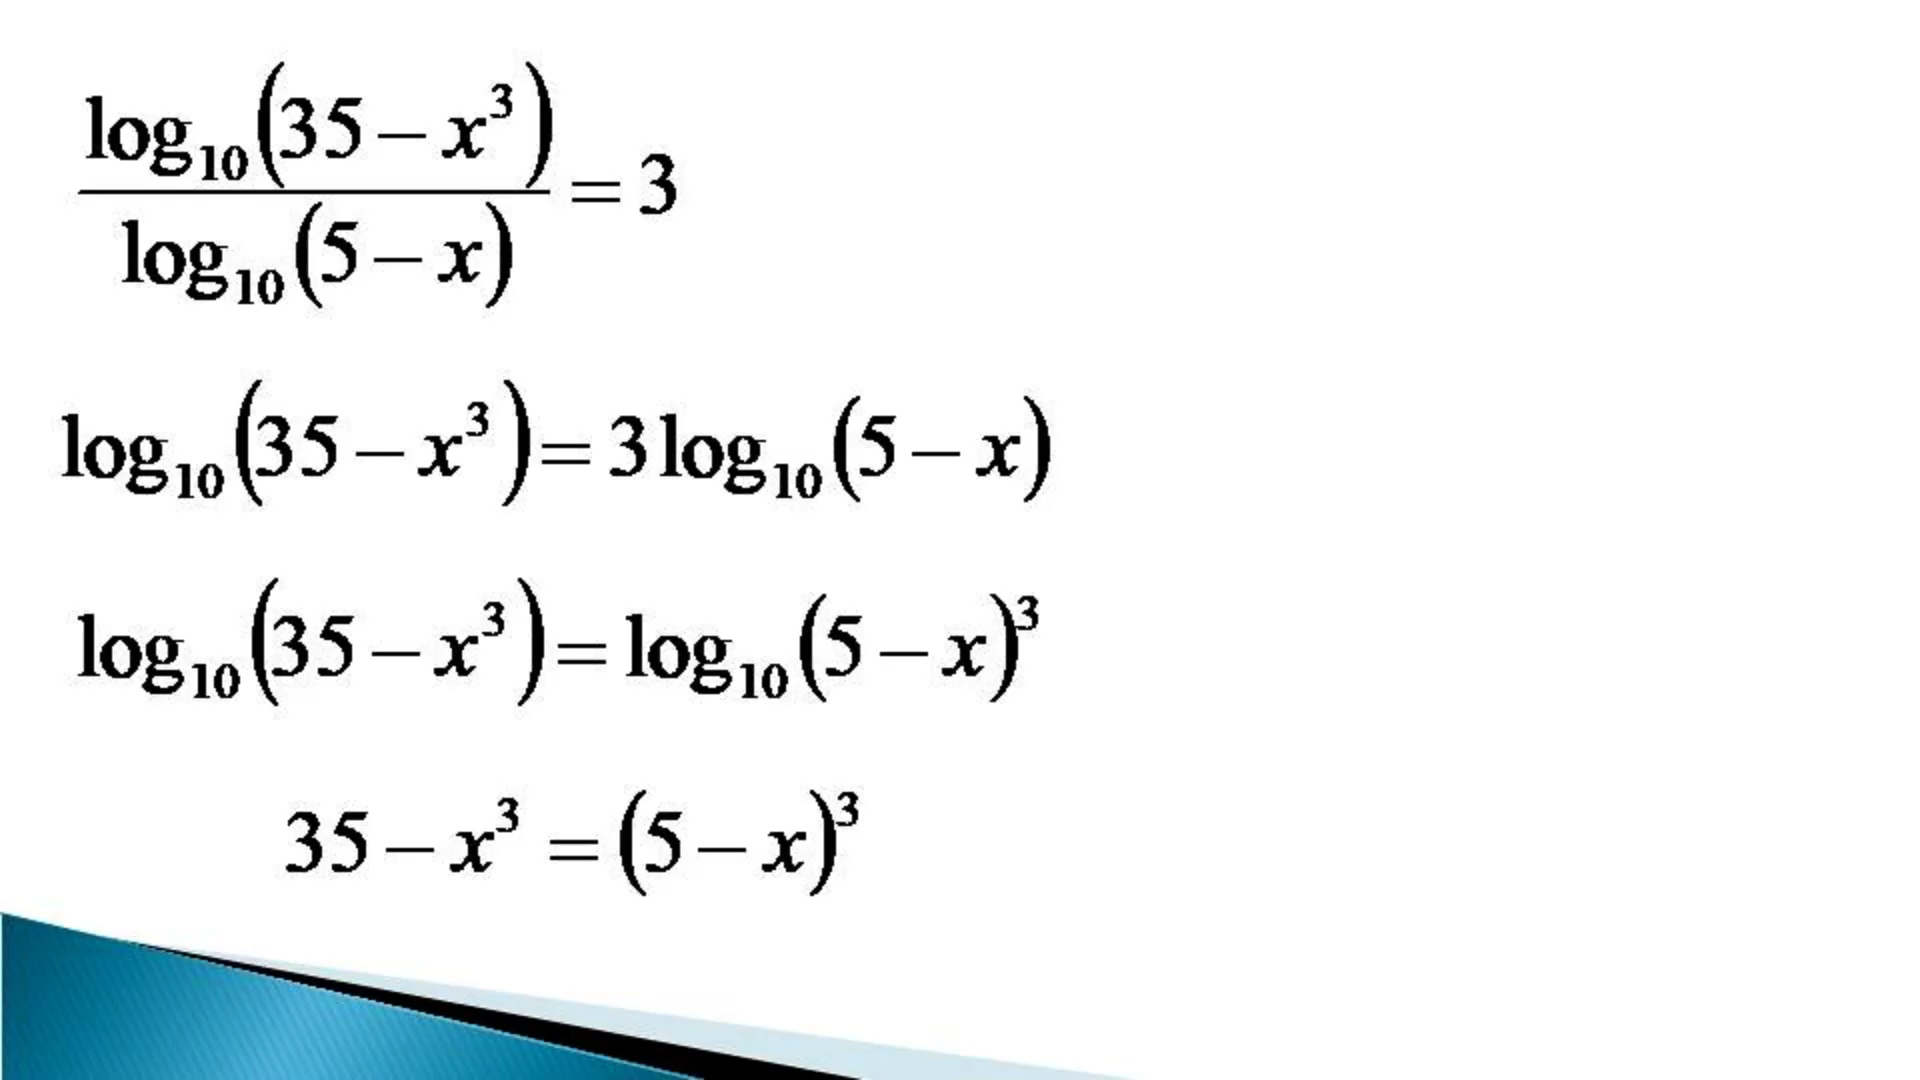 log₁₀(35 − x³) / log₁₀(5 − x) = 3
log₁₀(35 − x³) = 3 log₁₀(5 − x)
log₁₀(35 − x³) = log₁₀(5 − x)³
35 − x³ = (5 − x)³